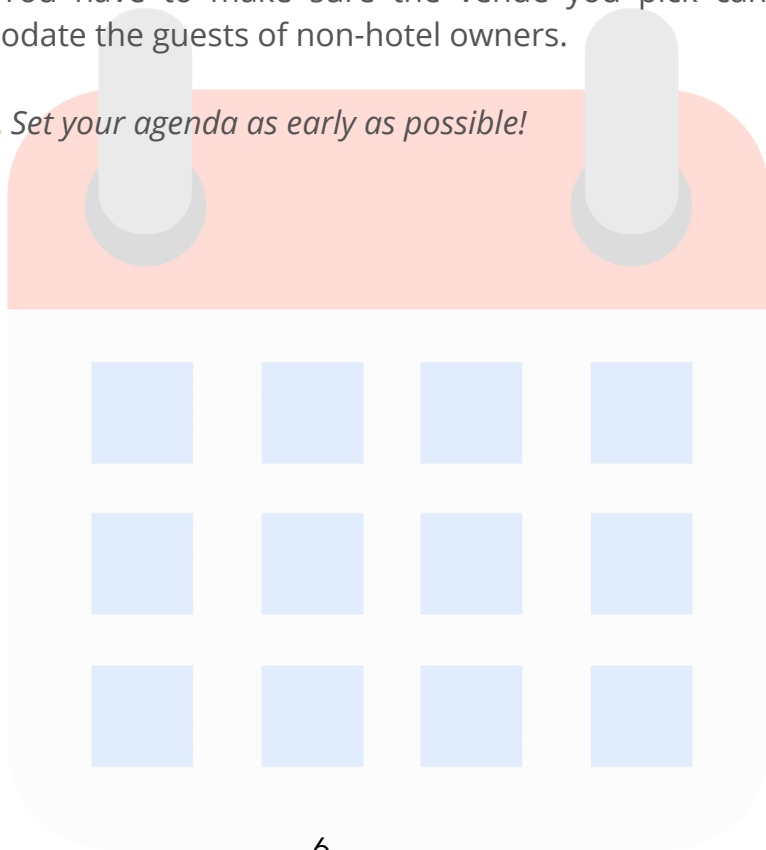 You have to make sure the venue you pick can
odate the guests of non-hotel owners.
. Set your agenda as early as possible!
6